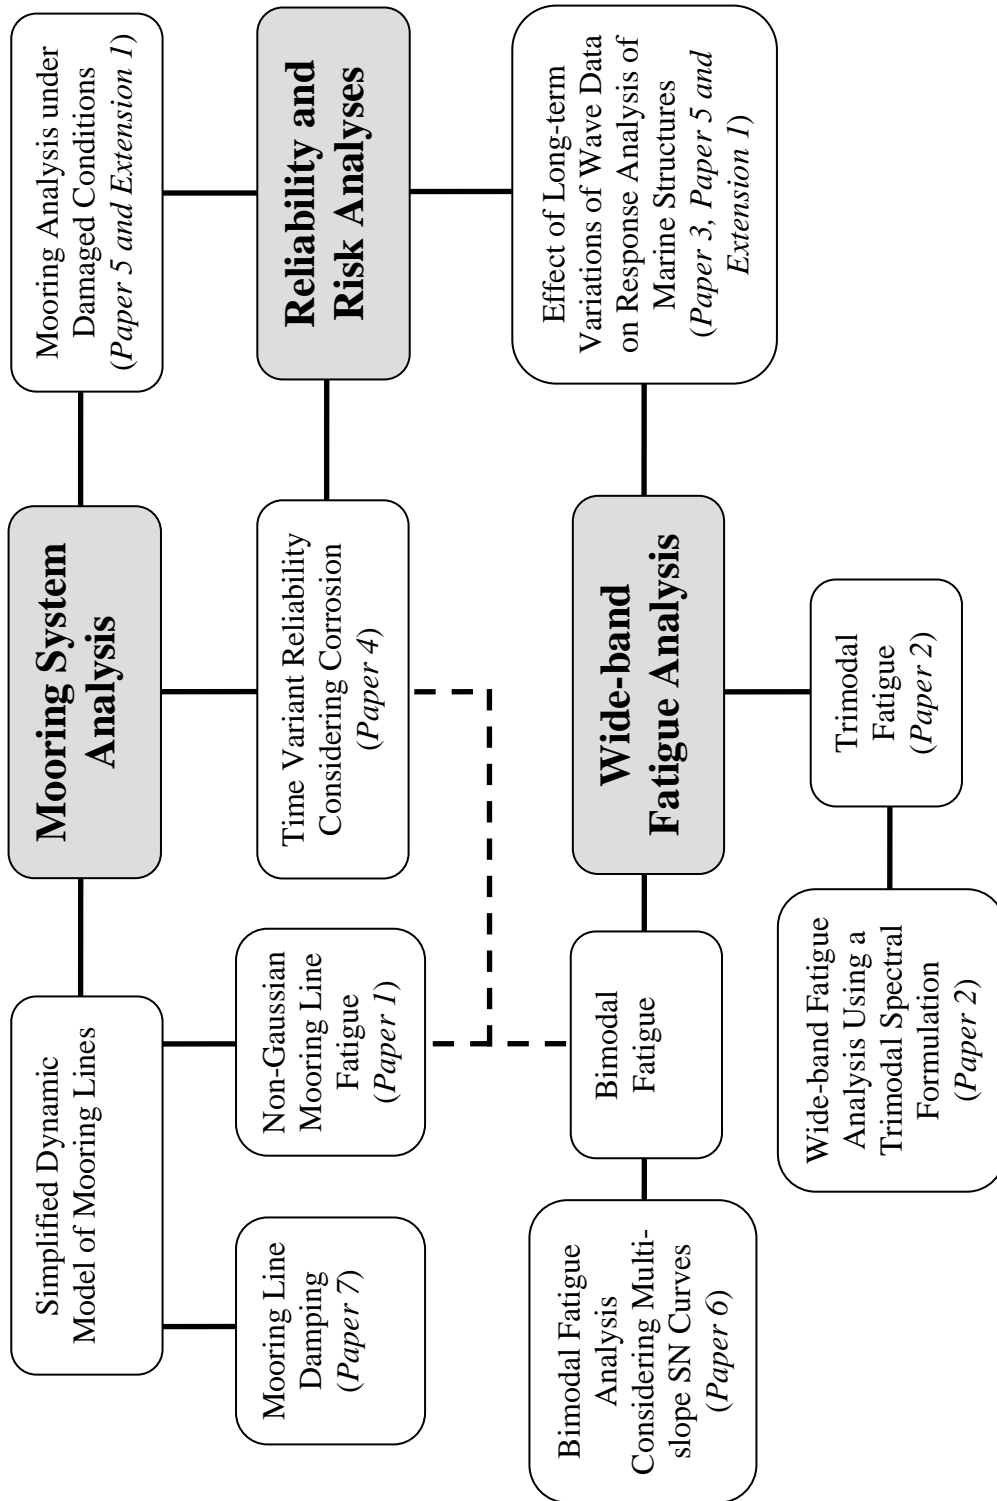 Simplified Dynamic
Model of Mooring Lines
Mooring System
Analysis
Mooring Analysis under
Damaged Conditions
(Paper 5 and Extension 1)
Mooring Line
Damping
(Paper 7)
Non-Gaussian
Mooring Line
Fatigue
(Paper 1)
Time Variant Reliability
Considering Corrosion
(Paper 4)
Reliability and
Risk Analyses
Bimodal Fatigue
Analysis
Considering Multi-
slope SN Curves
(Paper 6)
Bimodal
Fatigue
Wide-band
Fatigue Analysis
Effect of Long-term
Variations of Wave Data
on Response Analysis of
Marine Structures
(Paper 3, Paper 5 and
Extension 1)
Wide-band Fatigue
Analysis Using a
Trimodal Spectral
Formulation
(Paper 2)
Trimodal
Fatigue
(Paper 2)